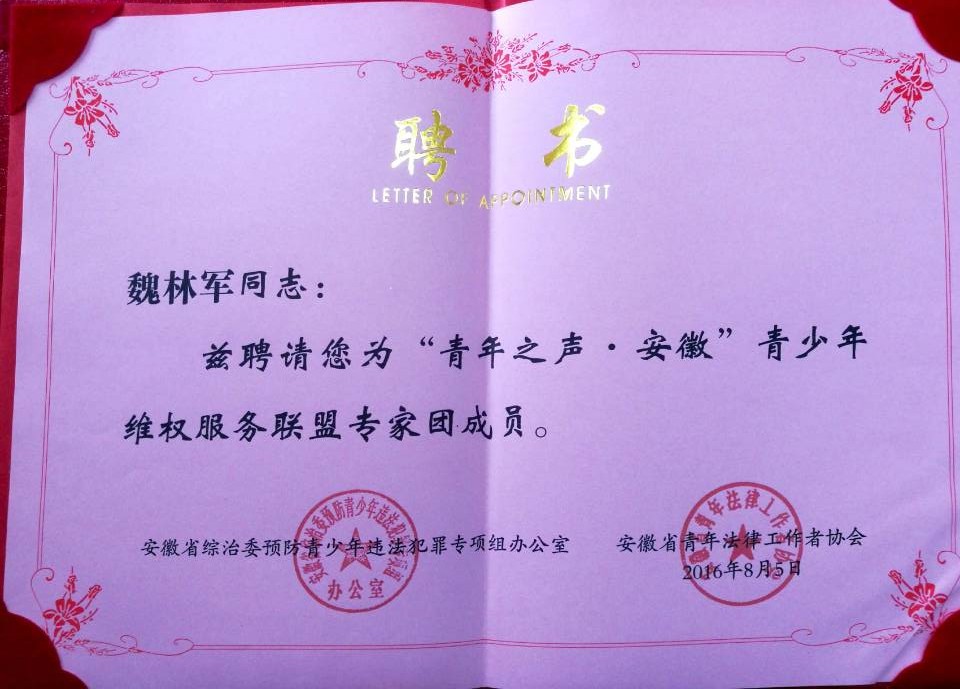 聘 书
LETTER OF APPOINTMENT
魏林军同志：
兹聘请您为“青年之声·安徽”青少年
维权服务联盟专家团成员。
安徽省综治委预防青少年违法犯罪专项组办公室 安徽省青年法律工作者协会
办公室
2016年8月5日